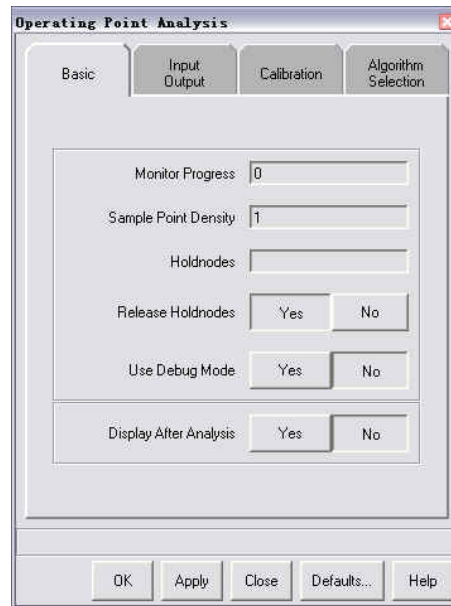 Operating Point Analysis
Basic
Input
Output
Calibration
Algorithm
Selection
Monitor Progress 0
Sample Point Density 1
Holdnodes
Release Holdnodes Yes No
Use Debug Mode Yes No
Display After Analysis Yes No
OK Apply Close Defaults... Help